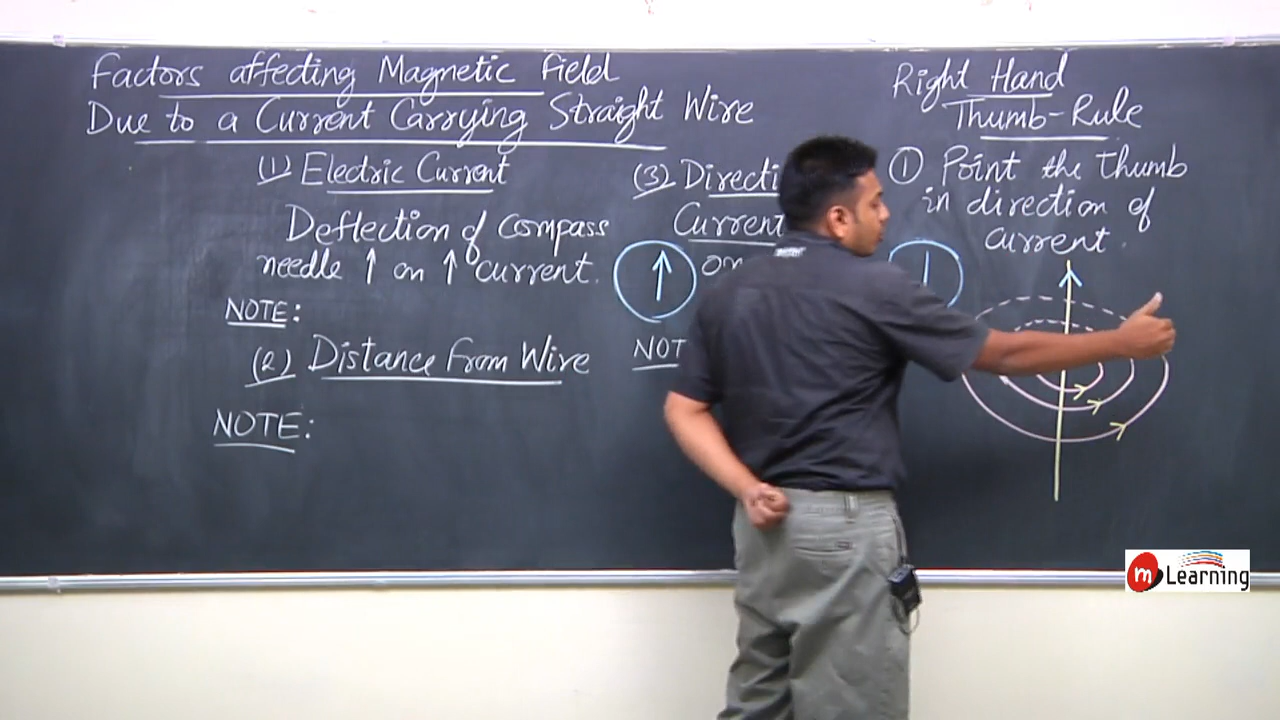 Factors affecting Magnetic Field
Due to a Current Carrying Straight Wire
(1) Electric Current
Deflection of compass
needle ↑ on ↑ current.
NOTE:
(2) Distance from Wire
NOTE:
(3) Directi
Current
on
NOT
Right Hand
Thumb-Rule
① Point the Thumb
in direction of
current.
m Learning